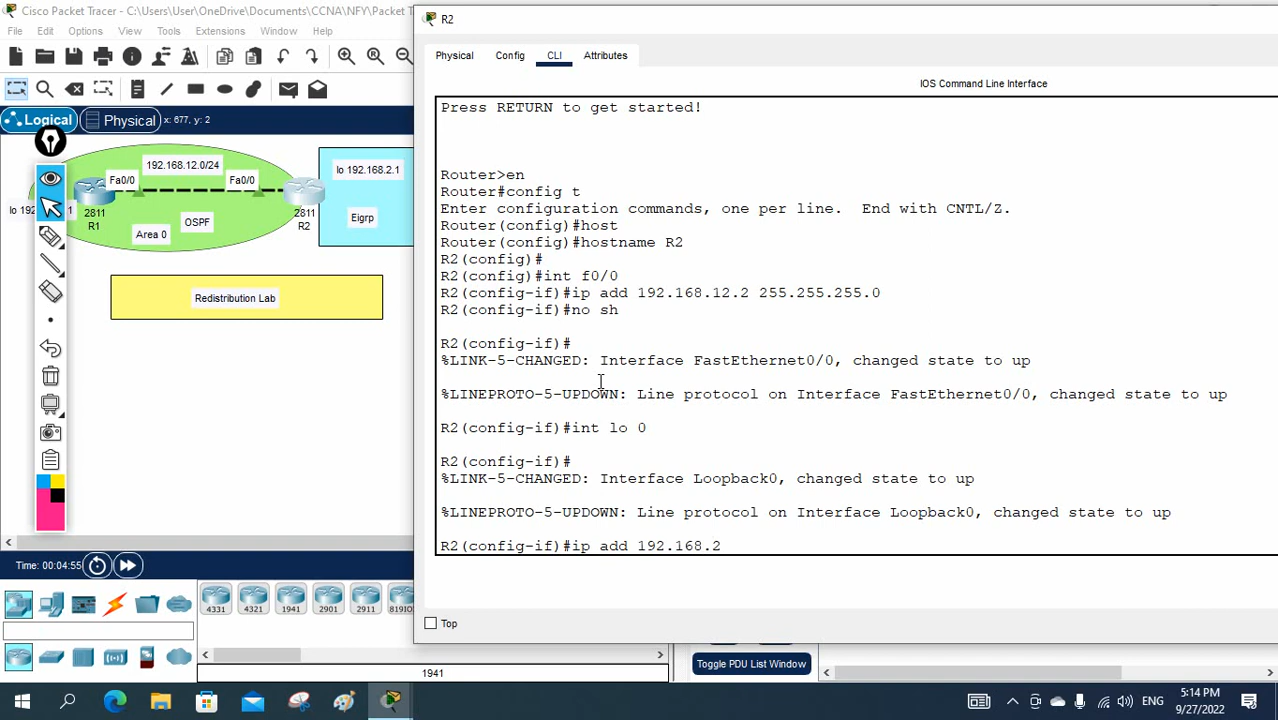 Cisco Packet Tracer - C:\Users\User\OneDrive\Documents\CCNA\NFY\Packet T
File Edit Options View Tools Extensions Window Help
Logical Physical x: 677, y: 2
192.168.12.0/24
Fa0/0 Fa0/0
lo 192.168.2.1
lo 192 1
2811
R1
OSPF
Area 0
2811
R2
Eigrp
Redistribution Lab
Time: 00:04:55
4331 4321 1941 2901 2911 819IO
1941
R2
Physical Config CLI Attributes
IOS Command Line Interface
Press RETURN to get started!
Router>en
Router#config t
Enter configuration commands, one per line. End with CNTL/Z.
Router(config)#host
Router(config)#hostname R2
R2(config)#
R2(config)#int f0/0
R2(config-if)#ip add 192.168.12.2 255.255.255.0
R2(config-if)#no sh
R2(config-if)#
%LINK-5-CHANGED: Interface FastEthernet0/0, changed state to up
%LINEPROTO-5-UPDOWN: Line protocol on Interface FastEthernet0/0, changed state to up
R2(config-if)#int lo 0
R2(config-if)#
%LINK-5-CHANGED: Interface Loopback0, changed state to up
%LINEPROTO-5-UPDOWN: Line protocol on Interface Loopback0, changed state to up
R2(config-if)#ip add 192.168.2
Top
Toggle PDU List Window
ENG
5:14 PM
9/27/2022